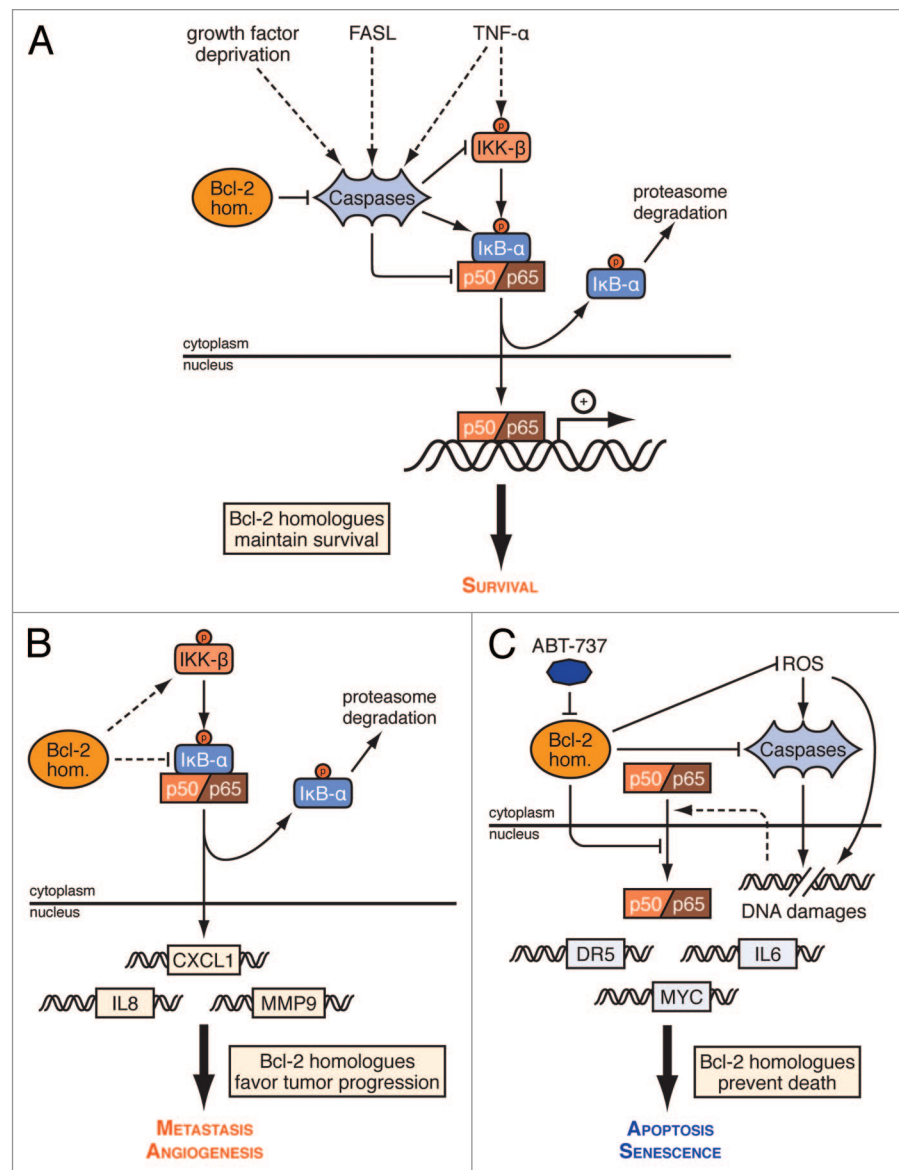 A
growth factor
deprivation
FASL
TNF-α
p
IKK-β
Bcl-2
hom.
Caspases
p
IκB-α
p50/p65
proteasome
degradation
p
IκB-α
cytoplasm
nucleus
p50/p65
+
Bcl-2 homologues
maintain survival
SURVIVAL
B
p
IKK-β
Bcl-2
hom.
p
IκB-α
p50/p65
proteasome
degradation
p
IκB-α
cytoplasm
nucleus
CXCL1
IL8
MMP9
Bcl-2 homologues
favor tumor progression
METASTASIS
ANGIOGENESIS
C
ABT-737
ROS
Bcl-2
hom.
Caspases
p50/p65
cytoplasm
nucleus
p50/p65
DNA damages
DR5
IL6
MYC
Bcl-2 homologues
prevent death
APOPTOSIS
SENESCENCE